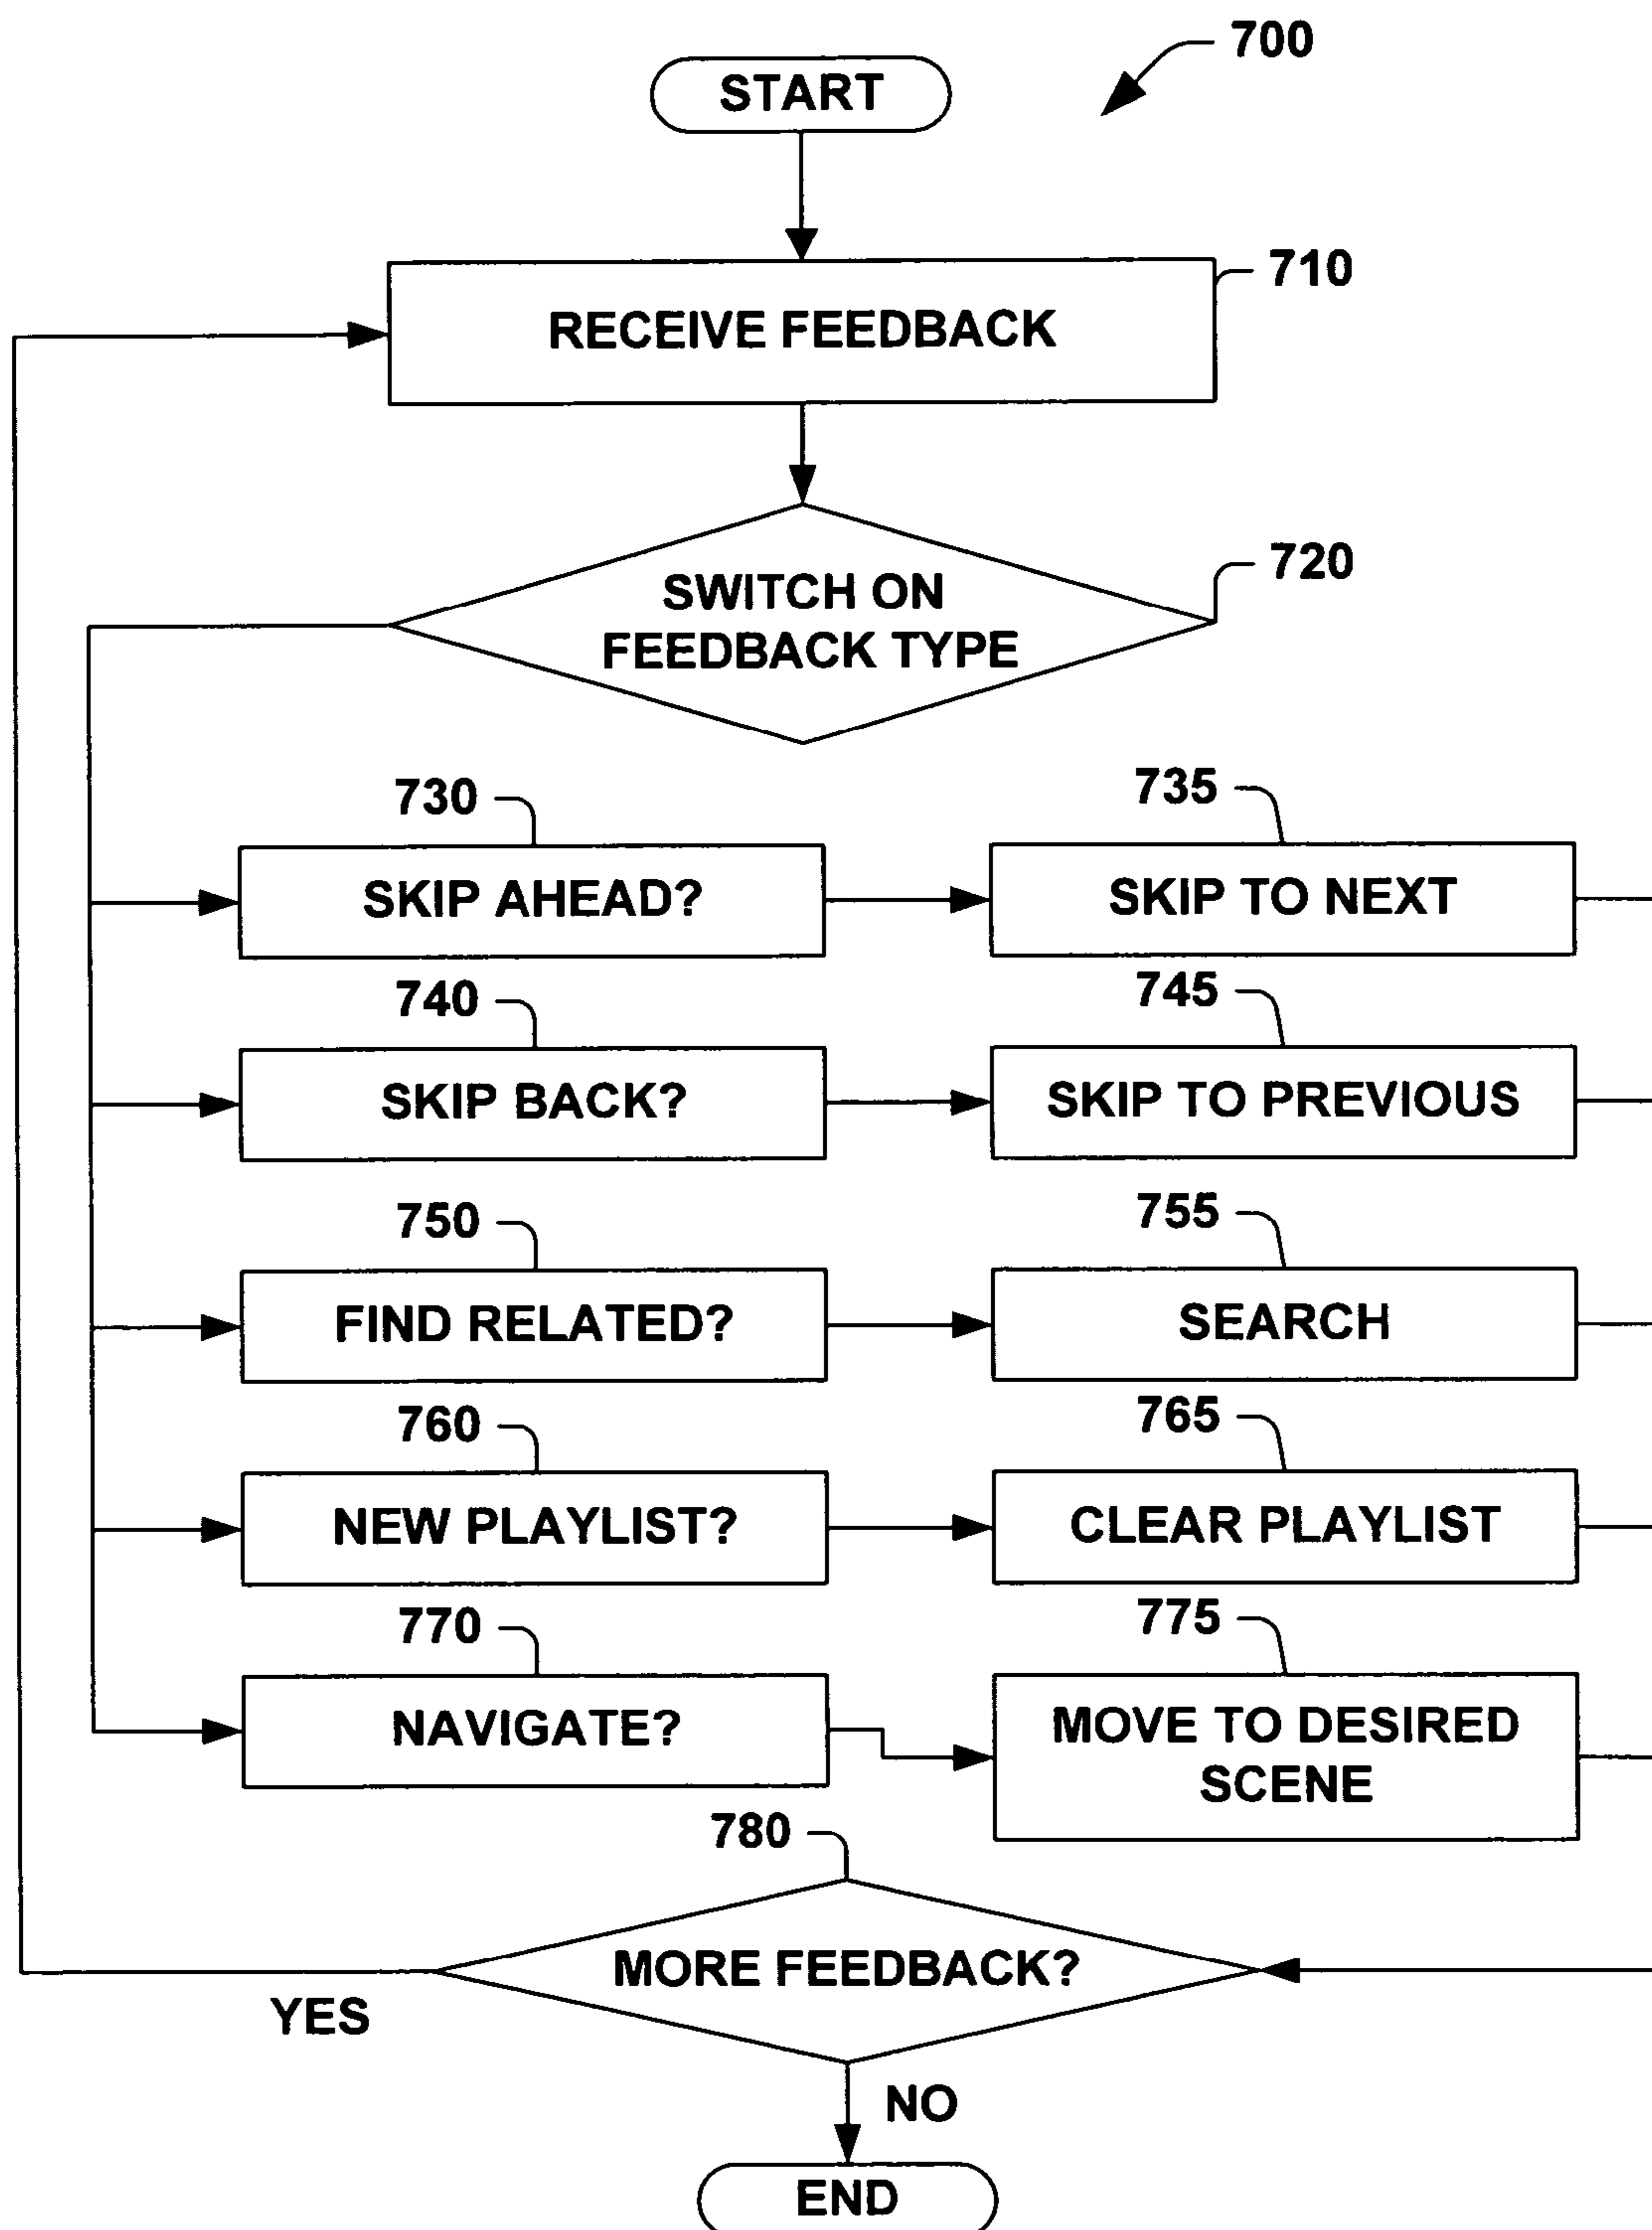 700
START
710
RECEIVE FEEDBACK
720
SWITCH ON
FEEDBACK TYPE
730
735
SKIP AHEAD?
SKIP TO NEXT
740
745
SKIP BACK?
SKIP TO PREVIOUS
750
755
FIND RELATED?
SEARCH
760
765
NEW PLAYLIST?
CLEAR PLAYLIST
770
775
NAVIGATE?
MOVE TO DESIRED
SCENE
780
MORE FEEDBACK?
YES
NO
END